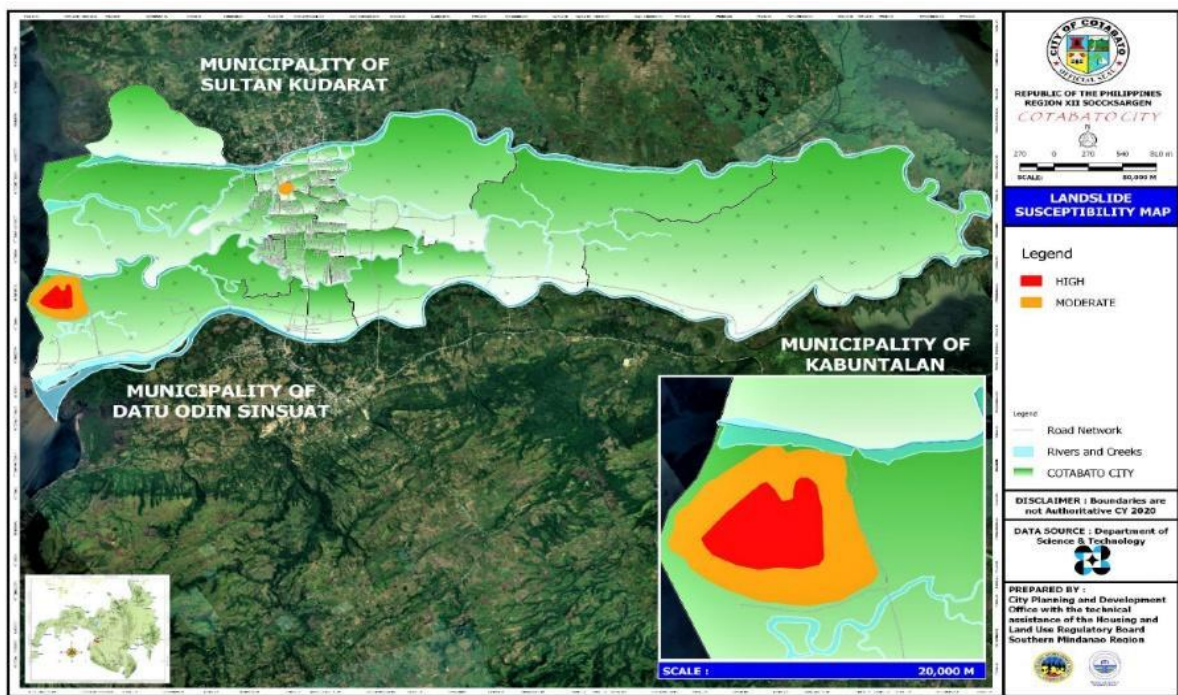 MUNICIPALITY OF
SULTAN KUDARAT
MUNICIPALITY OF
KABUNTALAN
MUNICIPALITY OF
DATU ODIN SINSUAT
SCALE :
20,000 M
CITY OF COTABATO
OFFICIAL SEAL
REPUBLIC OF THE PHILIPPINES
REGION XII SOCCKSARGEN
COTABATO CITY
N
270 0 270 540 810 m
SCALE: 80,000 M
LANDSLIDE
SUSCEPTIBILITY MAP
Legend
HIGH
MODERATE
Legend
Road Network
Rivers and Creeks
COTABATO CITY
DISCLAIMER : Boundaries are
not Authoritative CY 2020
DATA SOURCE : Department of
Science & Technology
PREPARED BY :
City Planning and Development
Office with the technical
assistance of the Housing and
Land Use Regulatory Board
Southern Mindanao Region